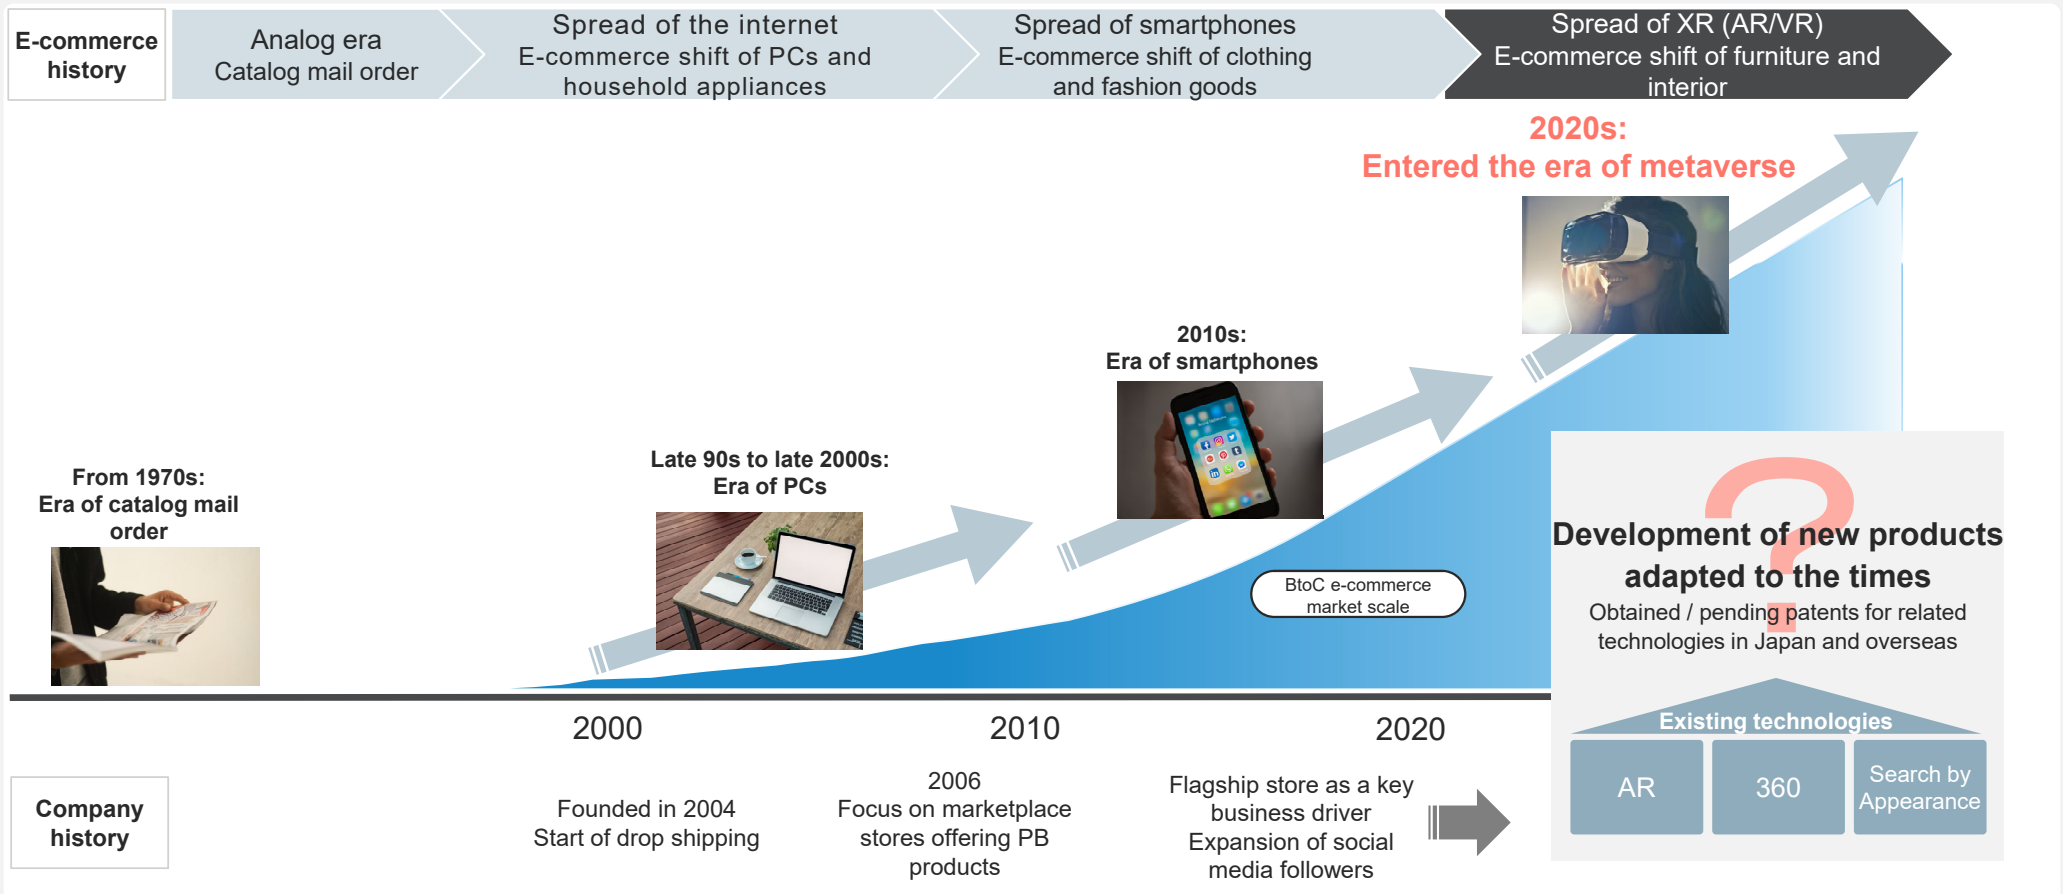 E-commerce
history
Analog era
Catalog mail order
Spread of the internet
E-commerce shift of PCs and
household appliances
Spread of smartphones
E-commerce shift of clothing
and fashion goods
Spread of XR (AR/VR)
E-commerce shift of furniture and
interior
2020s:
Entered the era of metaverse
2010s:
Era of smartphones
Late 90s to late 2000s:
Era of PCs
From 1970s:
Era of catalog mail
order
BtoC e-commerce
market scale
?
Development of new products
adapted to the times
Obtained / pending patents for related
technologies in Japan and overseas
Existing technologies
AR
360
Search by
Appearance
2000
2010
2020
Company
history
Founded in 2004
Start of drop shipping
2006
Focus on marketplace
stores offering PB
products
Flagship store as a key
business driver
Expansion of social
media followers